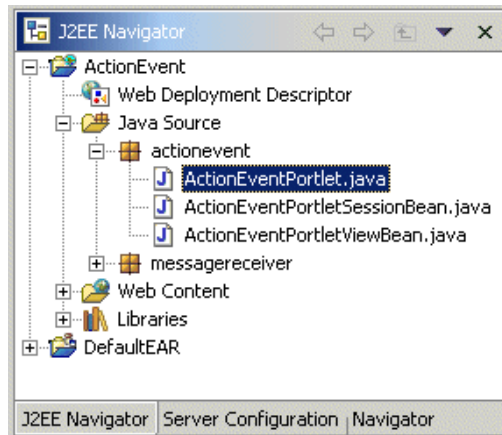 J2EE Navigator
ActionEvent
Web Deployment Descriptor
Java Source
actionevent
ActionEventPortlet.java
ActionEventPortletSessionBean.java
ActionEventPortletViewBean.java
messagereceiver
Web Content
Libraries
DefaultEAR
J2EE Navigator Server Configuration Navigator